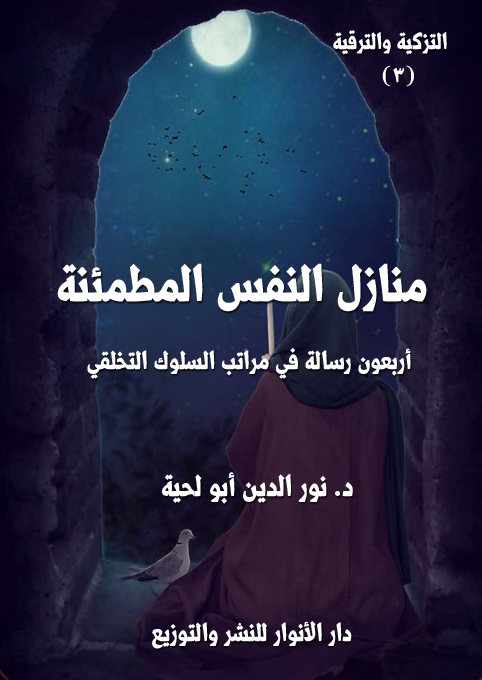 التزكية والترقية
(٣)
منازل النفس المطمئنة
أربعون رسالة في مراتب السلوك التخلقي
د. نور الدين أبو لحية
دار الأنوار للنشر والتوزيع